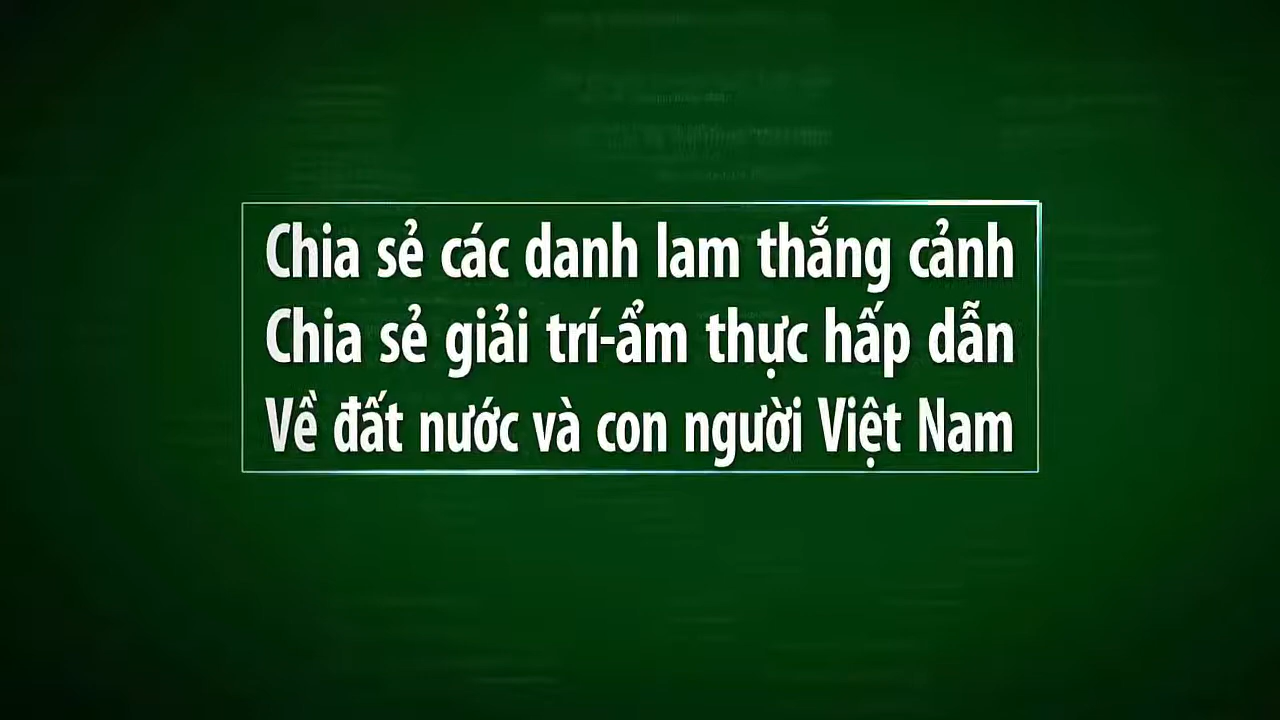 Chia sẻ các danh lam thắng cảnh
Chia sẻ giải trí-ẩm thực hấp dẫn
Về đất nước và con người Việt Nam